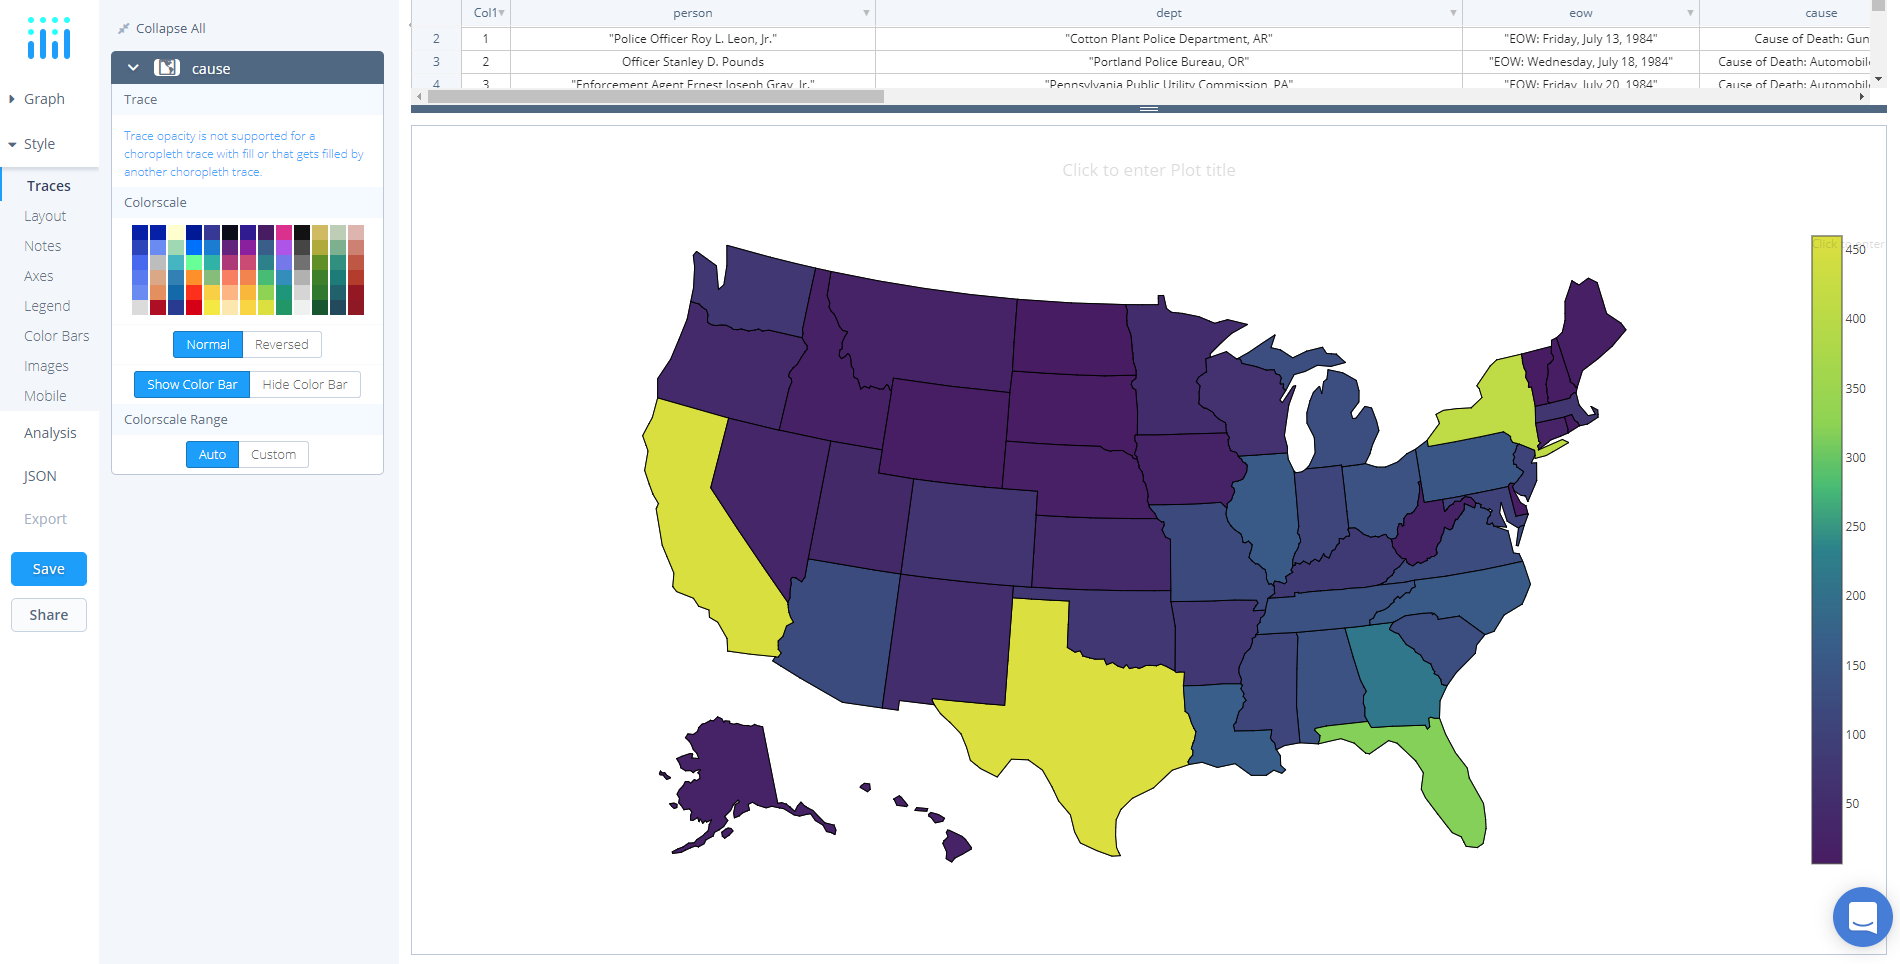 Graph
Style
Traces
Layout
Notes
Axes
Legend
Color Bars
Images
Mobile
Analysis
JSON
Export
Save
Share
Collapse All
cause
Trace
Trace opacity is not supported for a
choropleth trace with fill or that gets filled by
another choropleth trace.
Colorscale
Normal Reversed
Show Color Bar Hide Color Bar
Colorscale Range
Auto Custom
Col1 person dept eow cause
2 1 "Police Officer Roy L. Leon, Jr." "Cotton Plant Police Department, AR" "EOW: Friday, July 13, 1984" Cause of Death: Gun
3 2 Officer Stanley D. Pounds "Portland Police Bureau, OR" "EOW: Wednesday, July 18, 1984" Cause of Death: Automobil
4 3 "Enforcement Agent Ernest Joseph Gray, Jr." "Pennsylvania Public Utility Commission, PA" "EOW: Friday, July 20, 1984" Cause of Death: Automobil
Click to enter Plot title
Click to enter
450
400
350
300
250
200
150
100
50